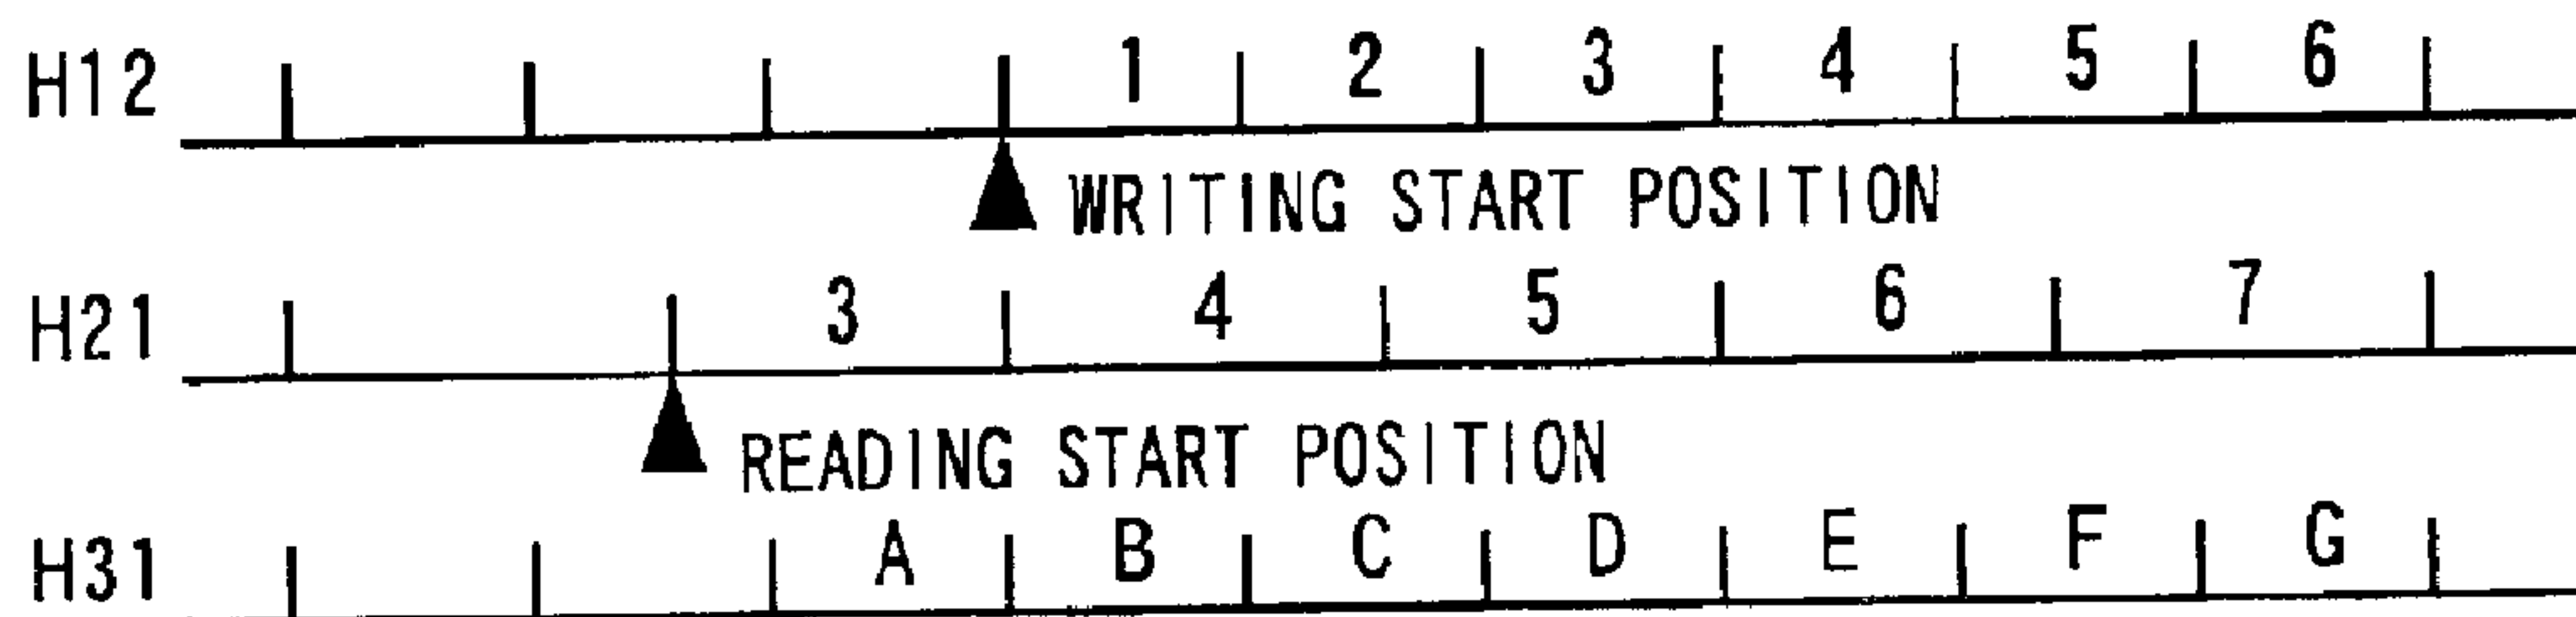 H12 1 2 3 4 5 6
WRITING START POSITION
H21 3 4 5 6 7
READING START POSITION
H31 A B C D E F G